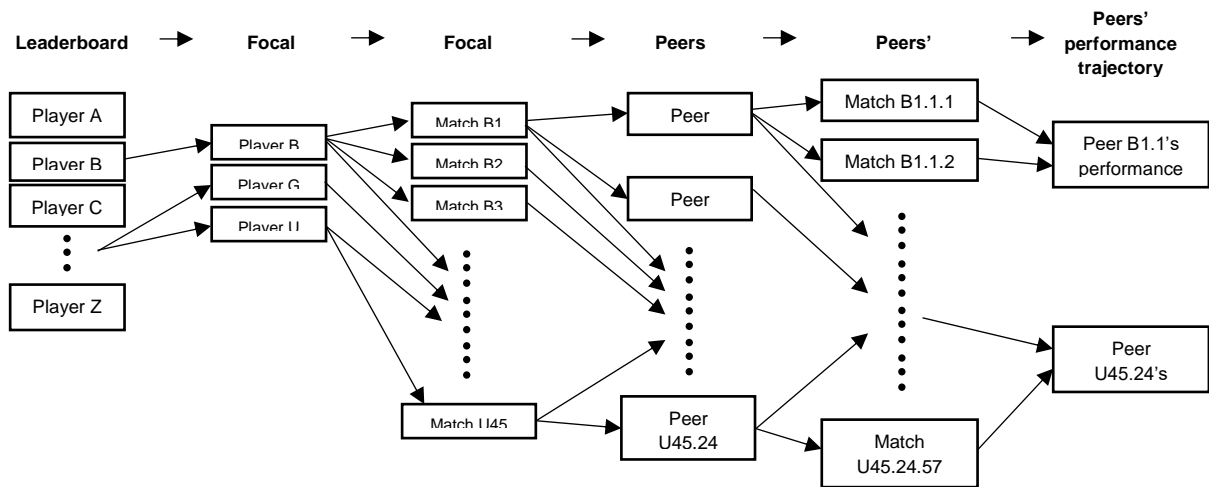 Leaderboard
Focal
Focal
Peers
Peers'
Peers'
performance
trajectory
Player A
Player B
Player C
Player Z
Player B
Player G
Player U
Match B1
Match B2
Match B3
Match U45
Peer
Peer
Peer
U45.24
Match B1.1.1
Match B1.1.2
Match
U45.24.57
Peer B1.1's
performance
Peer
U45.24's